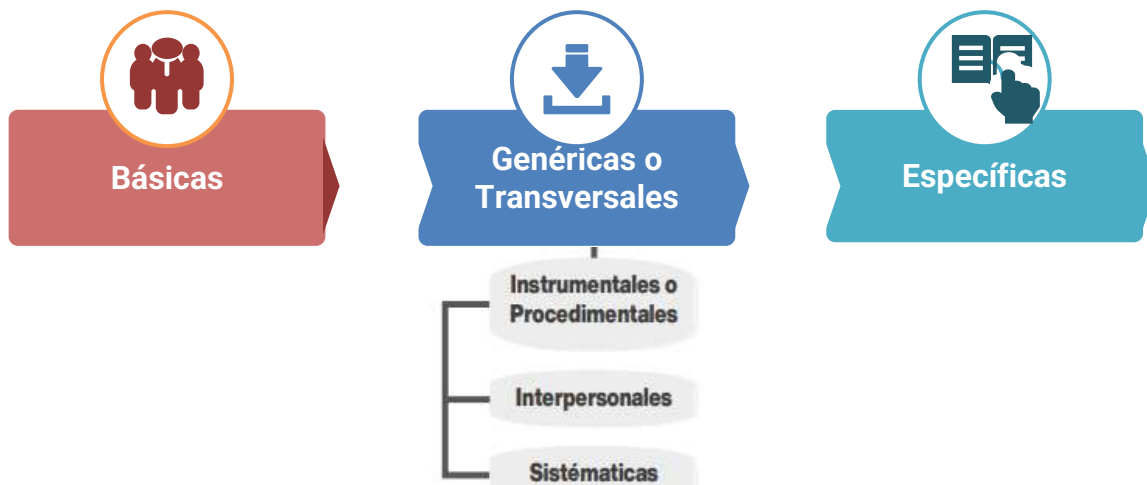 Básicas
Genéricas o
Transversales
Específicas
Instrumentales o
Procedimentales
Interpersonales
Sistématicas